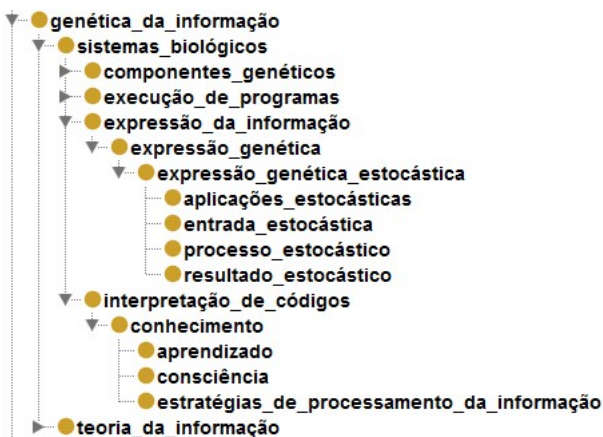 genética_da_informação
sistemas_biológicos
componentes_genéticos
execução_de_programas
expressão_da_informação
expressão_genética
expressão_genética_estocástica
aplicações_estocásticas
entrada_estocástica
processo_estocástico
resultado_estocástico
interpretação_de_códigos
conhecimento
aprendizado
consciência
estratégias_de_processamento_da_informação
teoria_da_informação